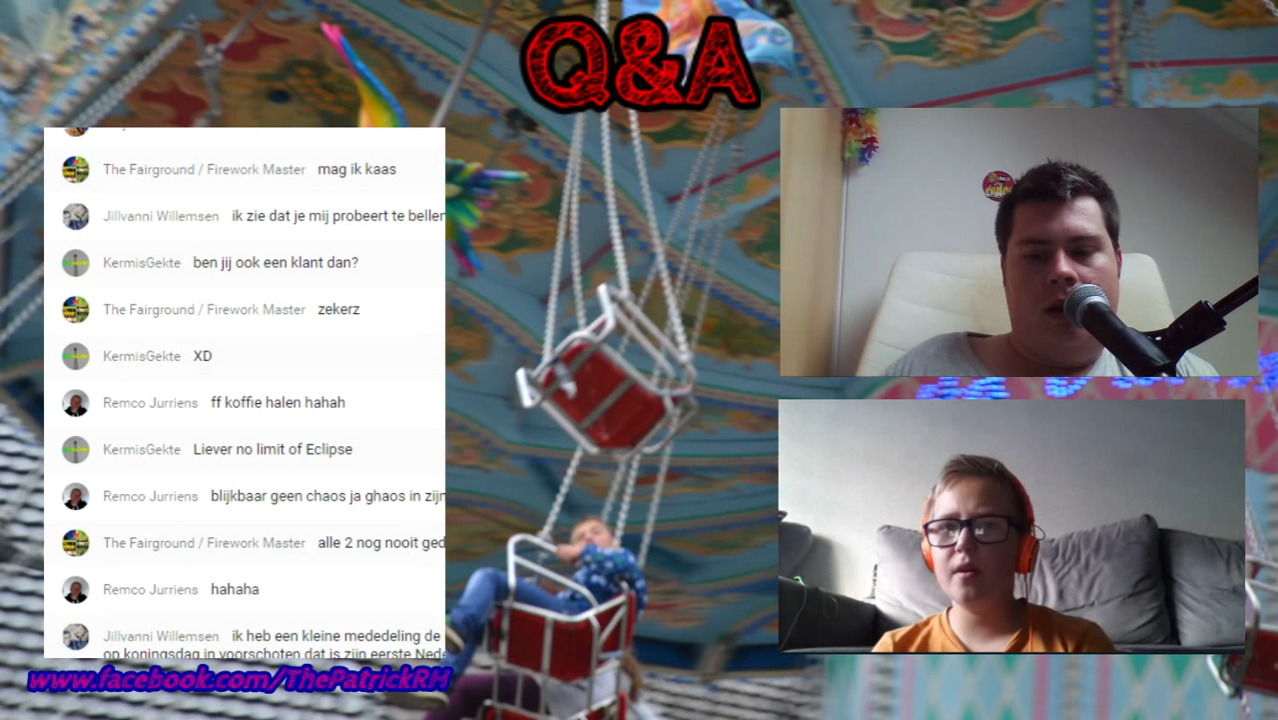 Q&A
The Fairground / Firework Master mag ik kaas
Jillvanni Willemsen ik zie dat je mij probeert te bellen
KermisGekte ben jij ook een klant dan?
The Fairground / Firework Master zekerz
KermisGekte XD
Remco Jurriens ff koffie halen hahah
KermisGekte Liever no limit of Eclipse
Remco Jurriens blijkbaar geen chaos ja ghaos in zijn
The Fairground / Firework Master alle 2 nog nooit ged
Remco Jurriens hahaha
Jillvanni Willemsen ik heb een kleine mededeling de
op koningsdag in voorschoten dat is zijn eerste Nede
www.facebook.com/ThePatrickRH